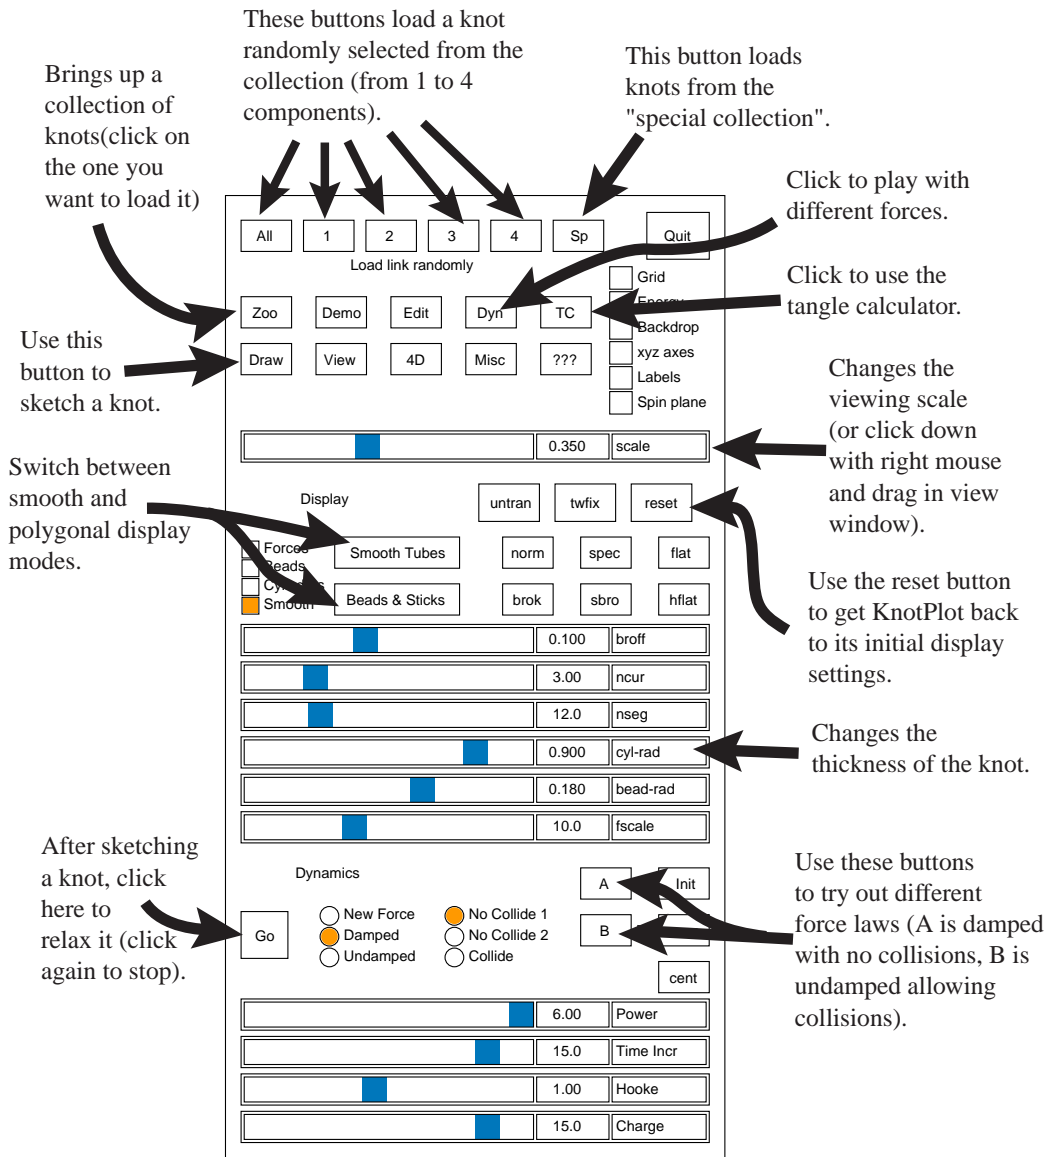 These buttons load a knot
randomly selected from the
collection (from 1 to 4
components).
This button loads
knots from the
"special collection".
Brings up a
collection of
knots(click on
the one you
want to load it)
Click to play with
different forces.
All 1 2 3 4 Sp Quit
Load link randomly
Grid
Click to use the
tangle calculator.
Zoo Demo Edit Dyn TC
Energy
Backdrop
Use this
button to
sketch a knot.
Draw View 4D Misc ???
xyz axes
Labels
Spin plane
Changes the
viewing scale
(or click down
with right mouse
and drag in view
window).
0.350 scale
Switch between
smooth and
polygonal display
modes.
Display
untran twfix reset
Forces
Beads
Smooth
Smooth Tubes norm spec flat
Beads & Sticks brok sbro hflat
Use the reset button
to get KnotPlot back
to its initial display
settings.
0.100 broff
3.00 ncur
12.0 nseg
0.900 cyl-rad
Changes the
thickness of the knot.
0.180 bead-rad
10.0 fscale
After sketching
a knot, click
here to
relax it (click
again to stop).
Dynamics
A Init
Go
New Force No Collide 1
Damped No Collide 2
Undamped Collide
B
cent
Use these buttons
to try out different
force laws (A is damped
with no collisions, B is
undamped allowing
collisions).
6.00 Power
15.0 Time Incr
1.00 Hooke
15.0 Charge